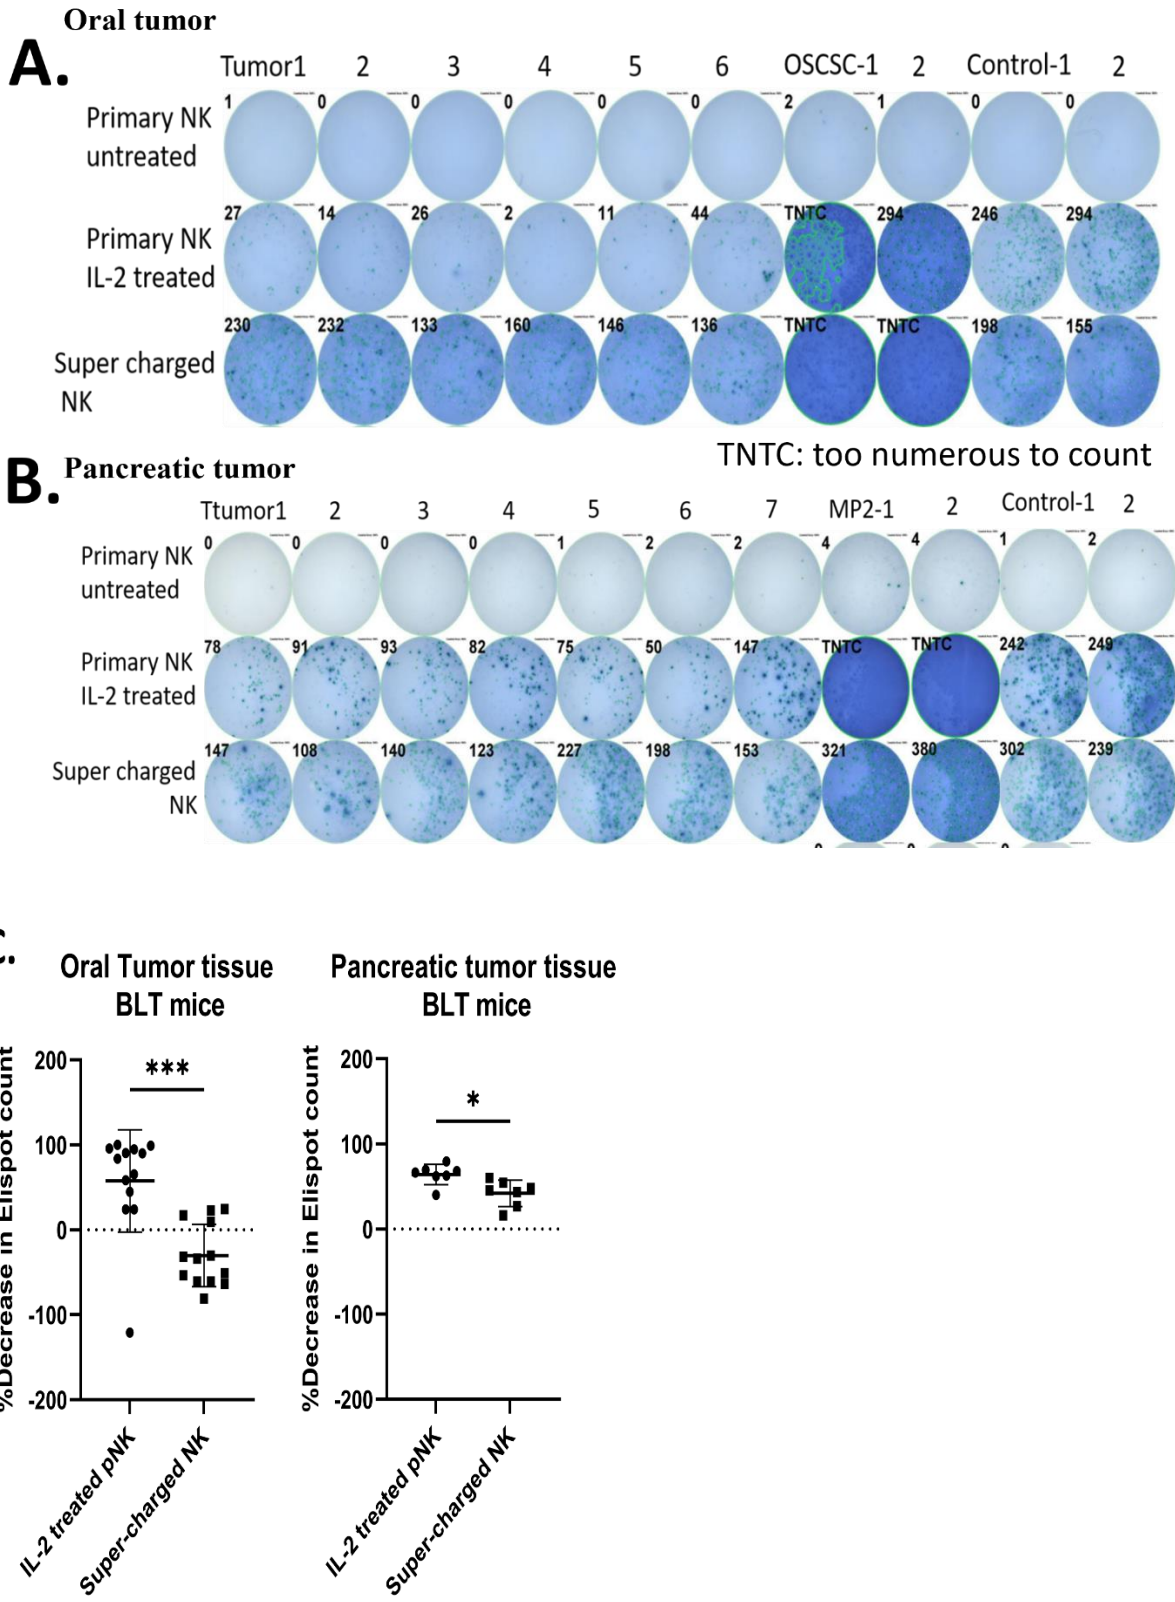 Oral tumor
A.
Tumor1 2 3 4 5 6 OSCSC-1 2 Control-1 2
Primary NK
untreated
1 0 0 0 0 0 2 1 0 0
Primary NK
IL-2 treated
27 14 26 2 11 44 TNTC 294 246 294
Super charged
NK
230 232 133 160 146 136 TNTC TNTC 198 155
TNTC: too numerous to count
B. Pancreatic tumor
Ttumor1 2 3 4 5 6 7 MP2-1 2 Control-1 2
Primary NK
untreated
0 0 0 0 1 2 2 4 4 1 2
Primary NK
IL-2 treated
78 91 93 82 75 50 147 TNTC TNTC 242 249
Super charged
NK
147 108 140 123 227 198 153 321 380 302 239
0 0 0
C.
Oral Tumor tissue
BLT mice
%Decrease in Elispot count
200
100
0
-100
-200
***
IL-2 treated pNK
Super-charged NK
Pancreatic tumor tissue
BLT mice
%Decrease in Elispot count
200
100
0
-100
-200
*
IL-2 treated pNK
Super-charged NK